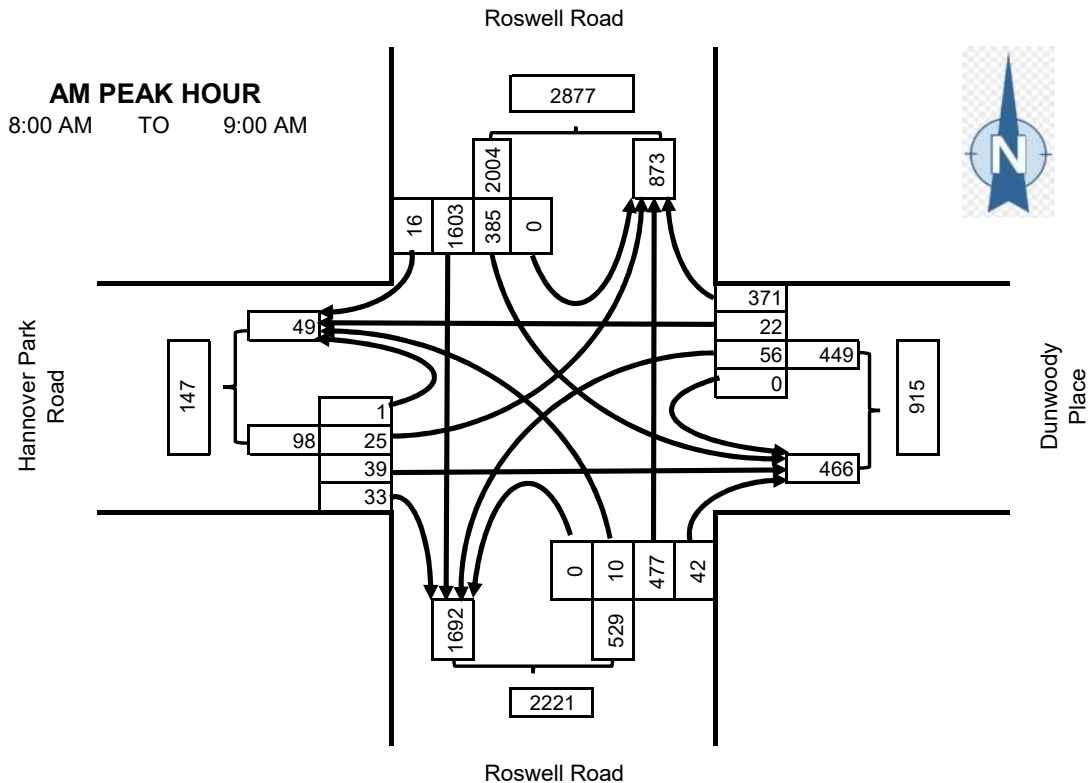 Roswell Road
AM PEAK HOUR
8:00 AM TO 9:00 AM
2877
2004
873
16 1603 385 0
N
371
22
56 449
0
915
466
Dunwoody
Place
Hannover Park
Road
147
49
1
98 25
39
33
0 10 477 42
1692
529
2221
Roswell Road